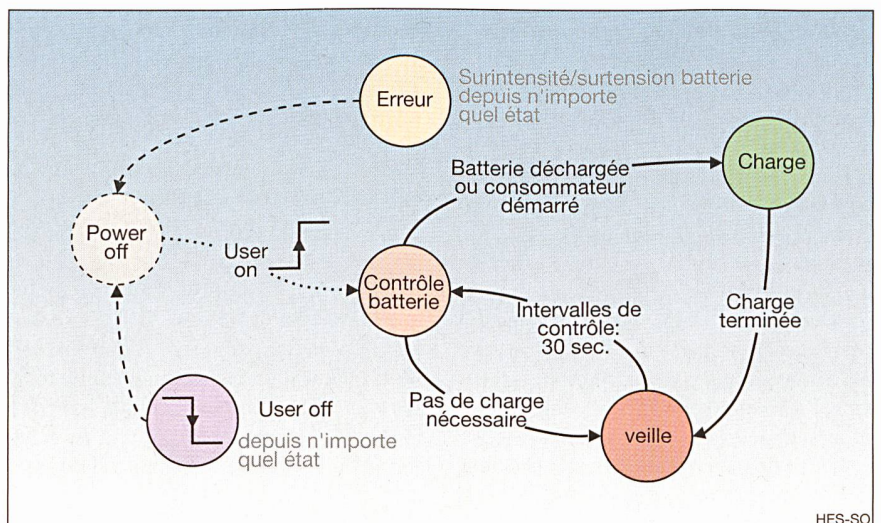 Erreur
Surintensité/surtension batterie
depuis n'importe
quel état
Charge
Batterie déchargée
ou consommateur
démarré
Power
off
User
on
Contrôle
batterie
Intervalles de
contrôle:
30 sec.
Charge
terminée
User off
depuis n'importe
quel état
Pas de charge
nécessaire
veille
HES-SO